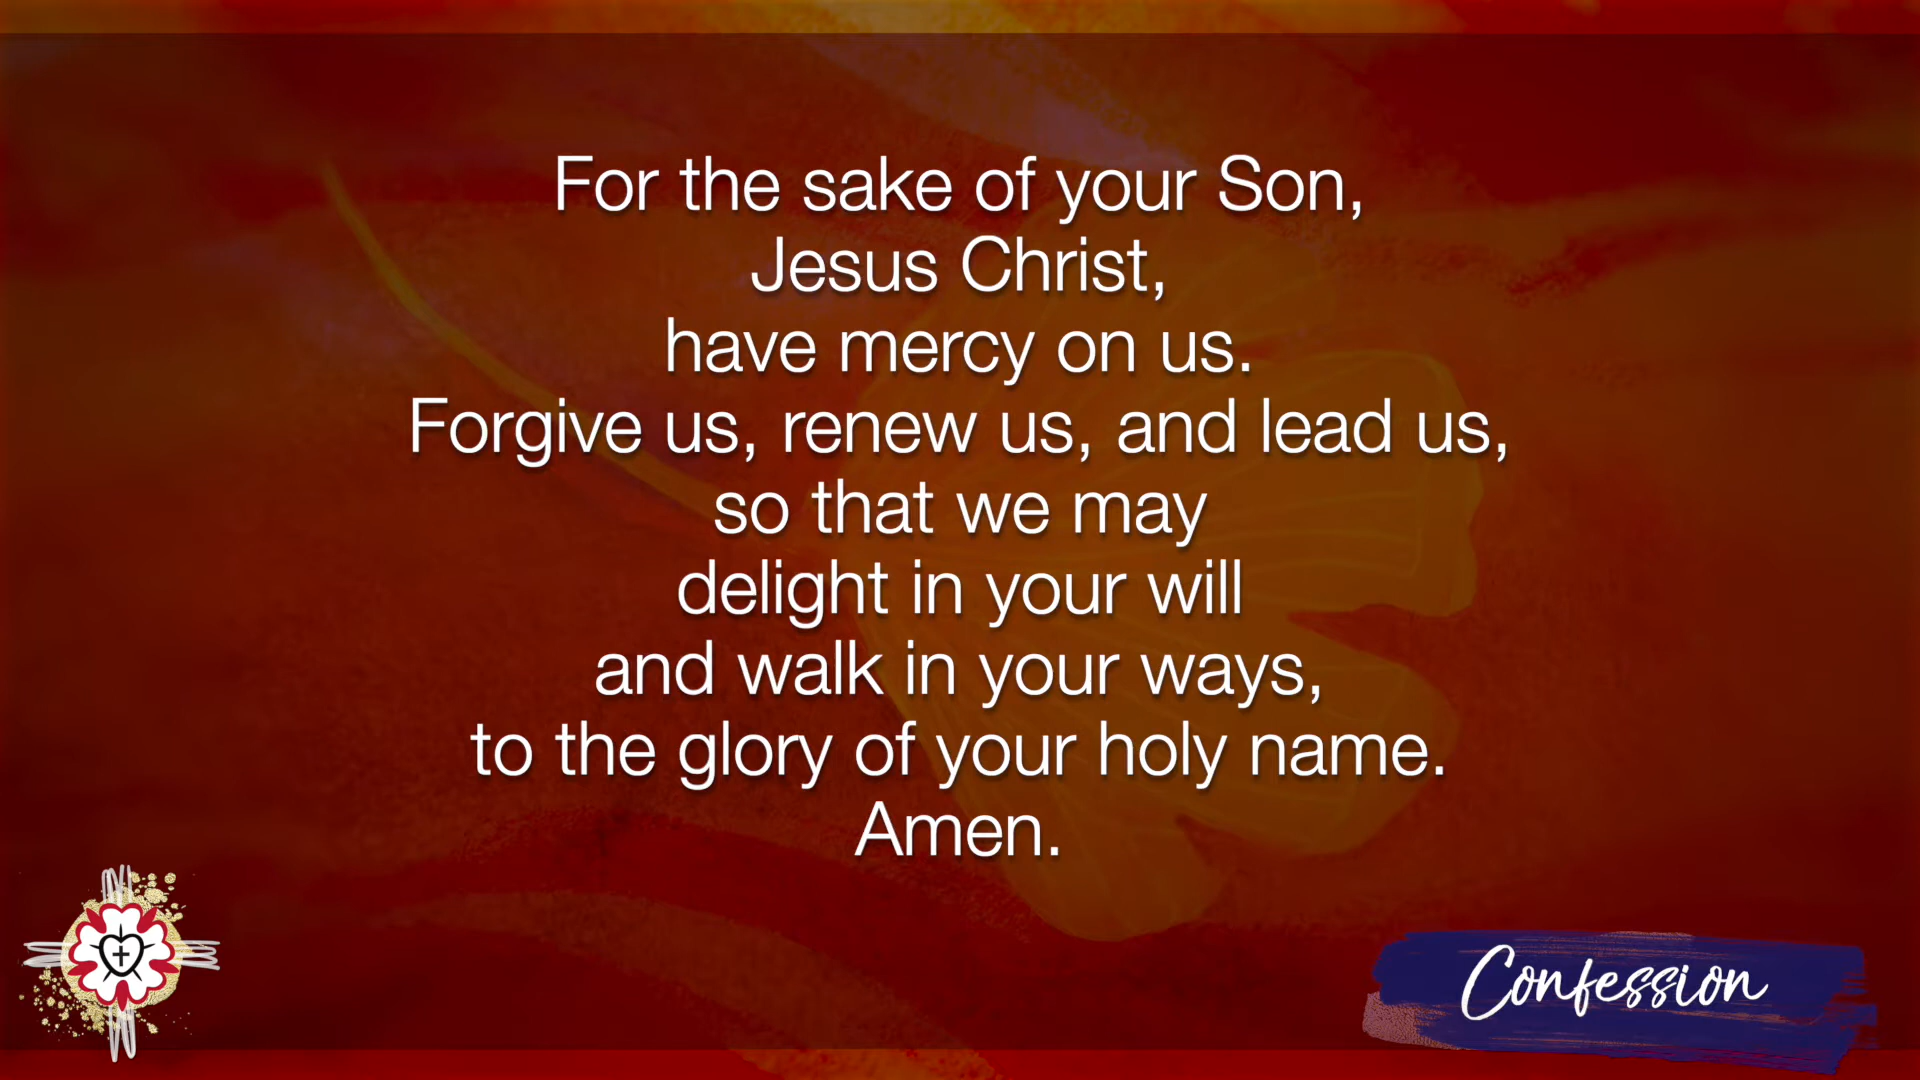 For the sake of your Son,
Jesus Christ,
have mercy on us.
Forgive us, renew us, and lead us,
so that we may
delight in your will
and walk in your ways,
to the glory of your holy name.
Amen.
Confession